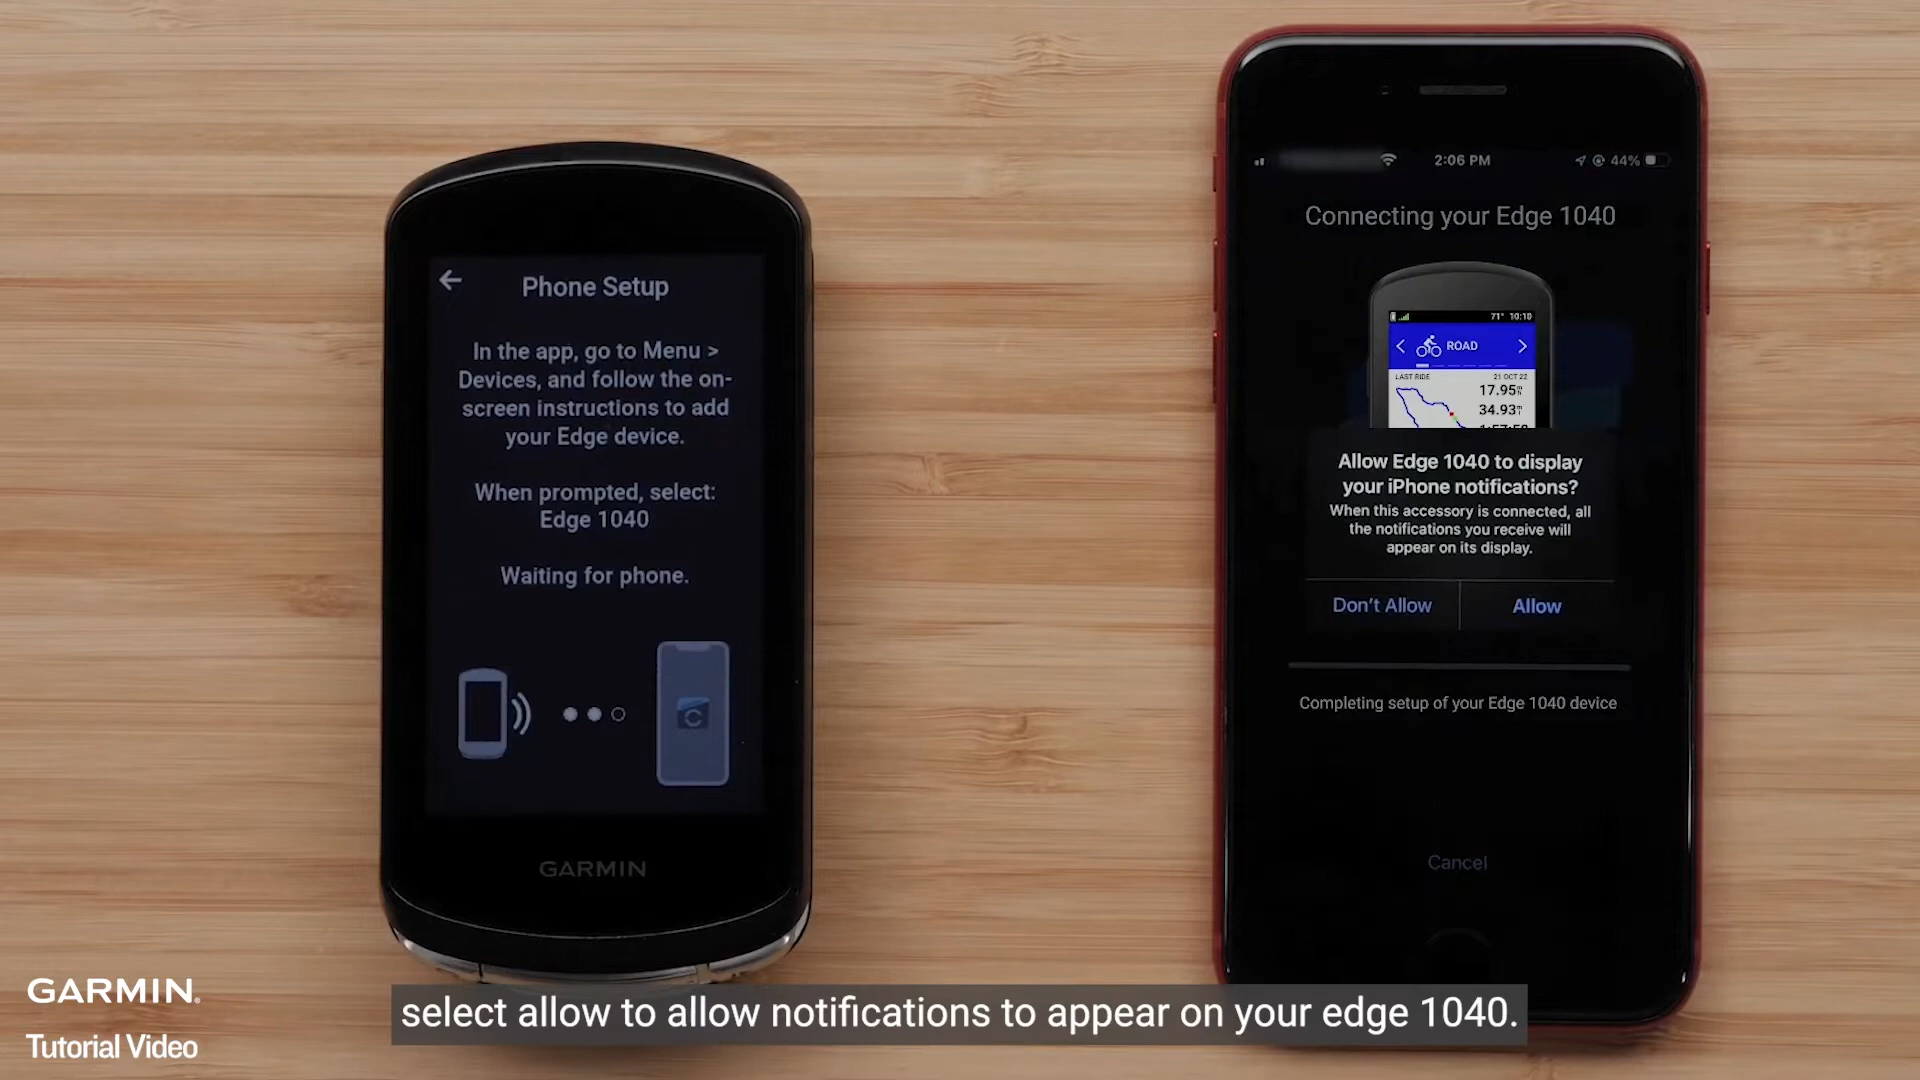 Phone Setup
In the app, go to Menu >
Devices, and follow the on-
screen instructions to add
your Edge device.
When prompted, select:
Edge 1040
Waiting for phone.
GARMIN
2:06 PM
44%
Connecting your Edge 1040
71° 10:10
ROAD
LAST RIDE
21 OCT 22
17.95
34.93
Allow Edge 1040 to display
your iPhone notifications?
When this accessory is connected, all
the notifications you receive will
appear on its display.
Don't Allow
Allow
Completing setup of your Edge 1040 device
Cancel
GARMIN.
Tutorial Video
select allow to allow notifications to appear on your edge 1040.